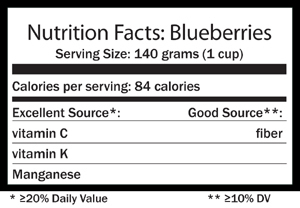 Nutrition Facts: Blueberries
Serving Size: 140 grams (1 cup)
Calories per serving: 84 calories
Excellent Source*: Good Source**:
vitamin C fiber
vitamin K
Manganese
* ≥20% Daily Value ** ≥10% DV